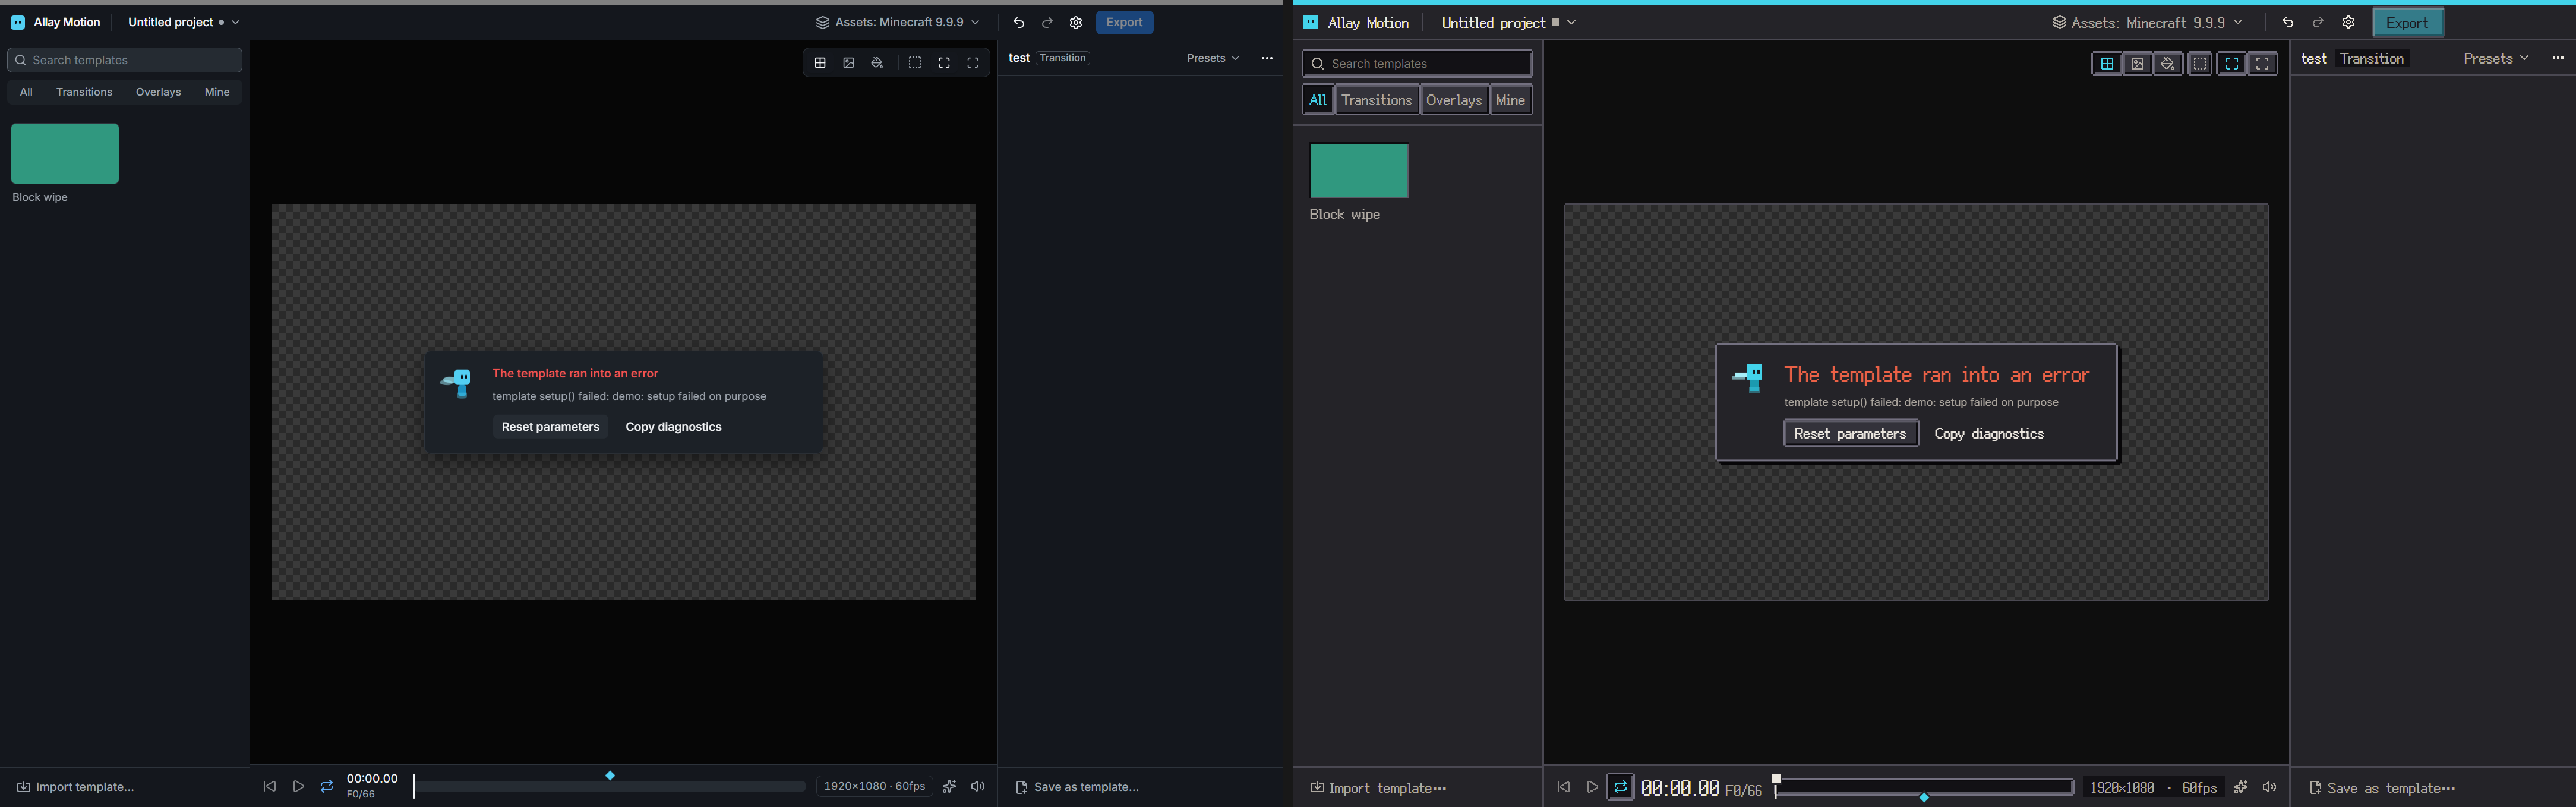 Allay Motion
Untitled project
Assets: Minecraft 9.9.9
Export
Search templates
All
Transitions
Overlays
Mine
Block wipe
test
Transition
Presets
The template ran into an error
template setup() failed: demo: setup failed on purpose
Reset parameters
Copy diagnostics
Import template...
00:00.00
F0/66
1920×1080 · 60fps
Save as template...
Allay Motion
Untitled project
Assets: Minecraft 9.9.9
Export
Search templates
All
Transitions
Overlays
Mine
Block wipe
test
Transition
Presets
The template ran into an error
template setup() failed: demo: setup failed on purpose
Reset parameters
Copy diagnostics
Import template...
00:00.00
F0/66
1920×1080 · 60fps
Save as template...